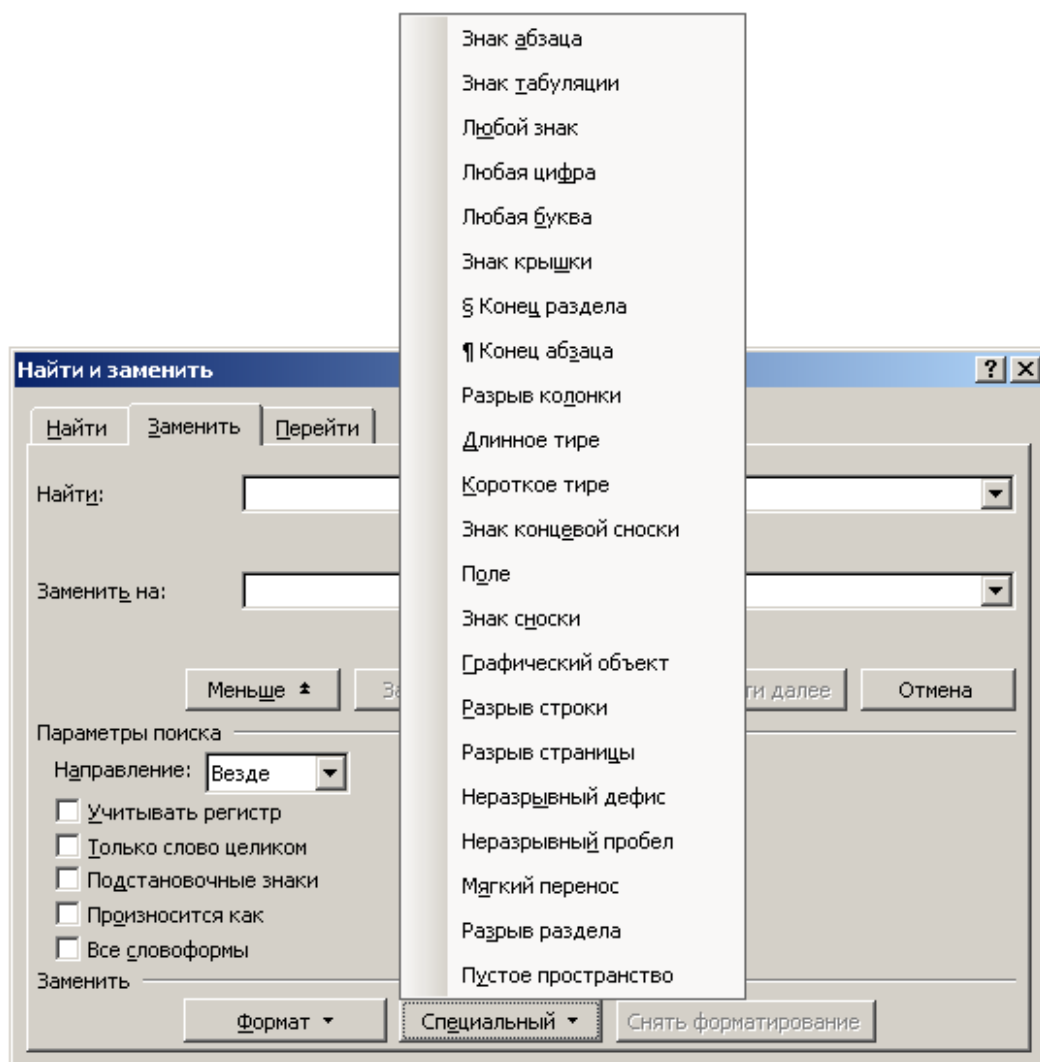 Знак абзаца
Знак табуляции
Любой знак
Любая цифра
Любая буква
Знак крышки
§ Конец раздела
¶ Конец абзаца
Разрыв колонки
Длинное тире
Короткое тире
Знак концевой сноски
Поле
Знак сноски
Графический объект
Разрыв строки
Разрыв страницы
Неразрывный дефис
Неразрывный пробел
Мягкий перенос
Разрыв раздела
Пустое пространство
Найти и заменить
Найти Заменить Перейти
Найти:
Заменить на:
Меньше далее Отмена
Параметры поиска
Направление: Везде
Учитывать регистр
Только слово целиком
Подстановочные знаки
Произносится как
Все словоформы
Заменить
Формат Специальный Снять форматирование